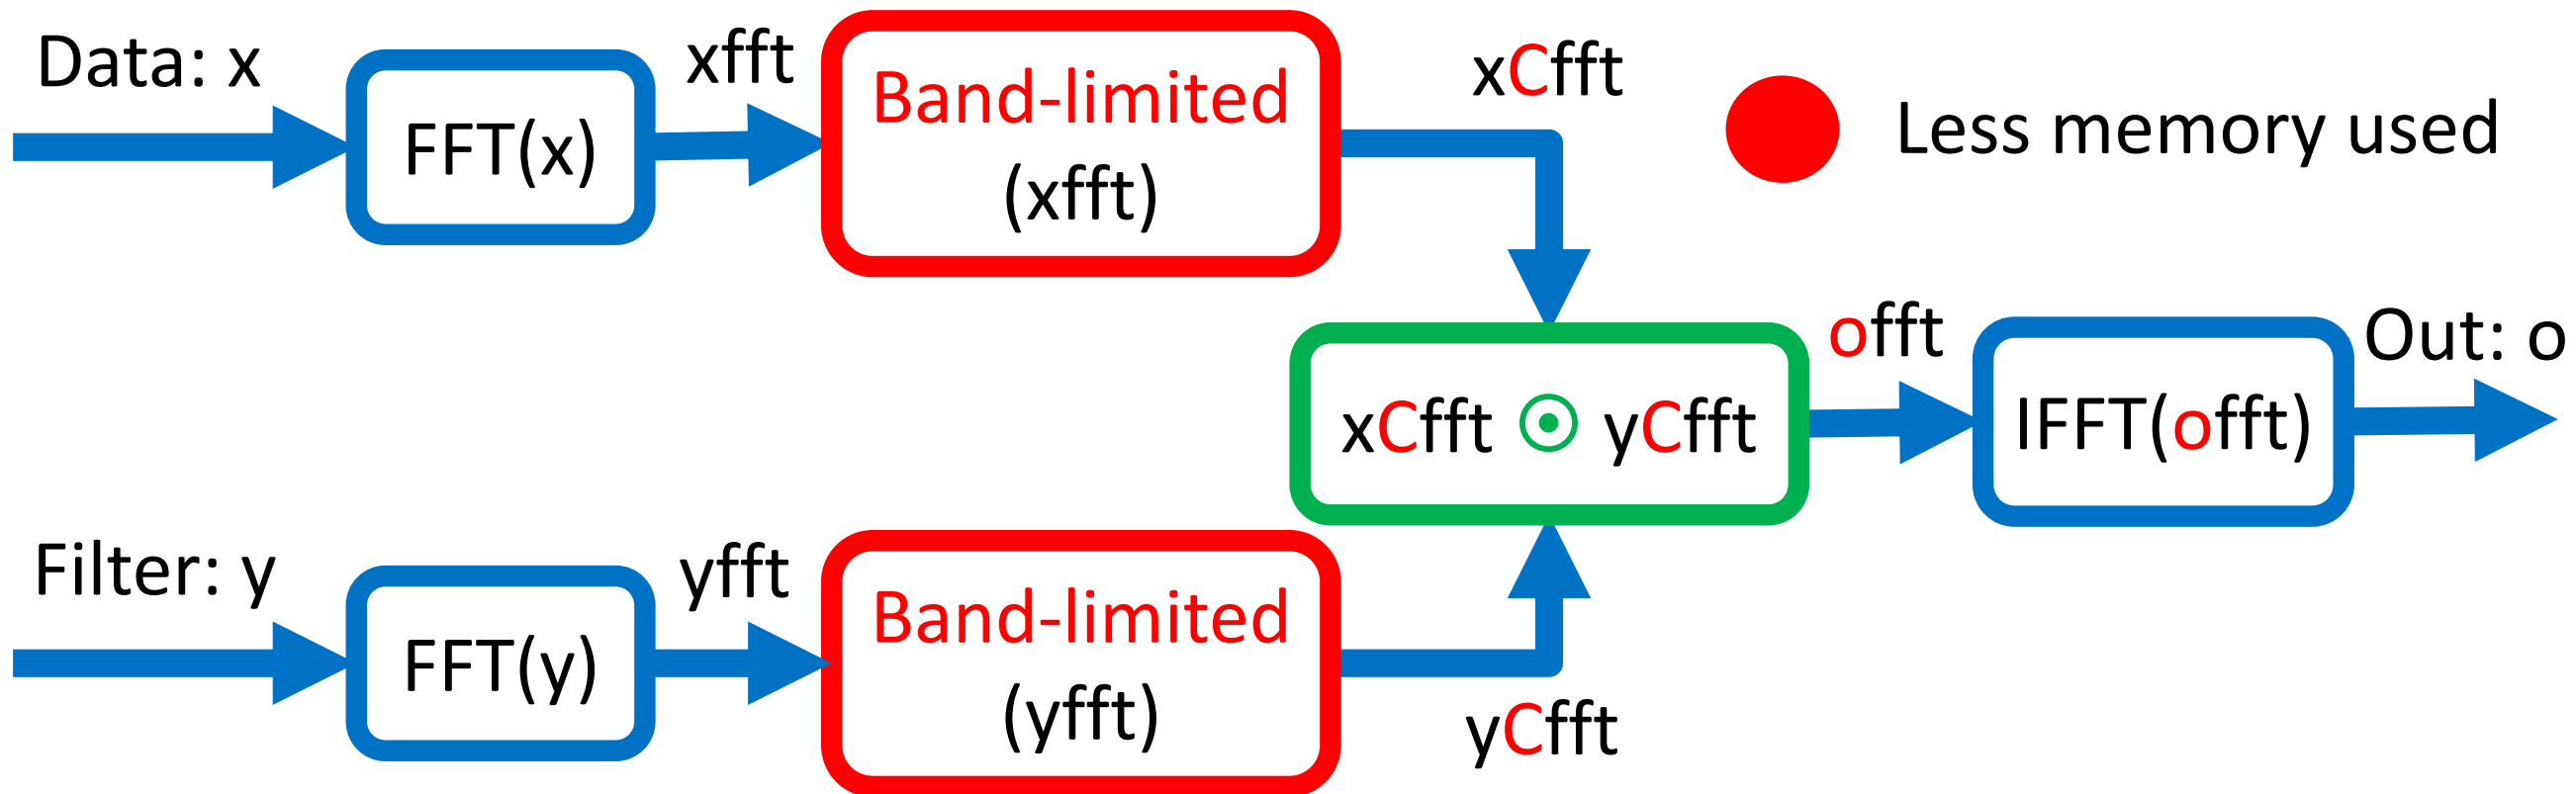 Data: x
FFT(x)
xfft
Band-limited
(xfft)
xCfft
Less memory used
xCfft ⊙ yCfft
offt
IFFT(offt)
Out: o
Filter: y
FFT(y)
yfft
Band-limited
(yfft)
yCfft